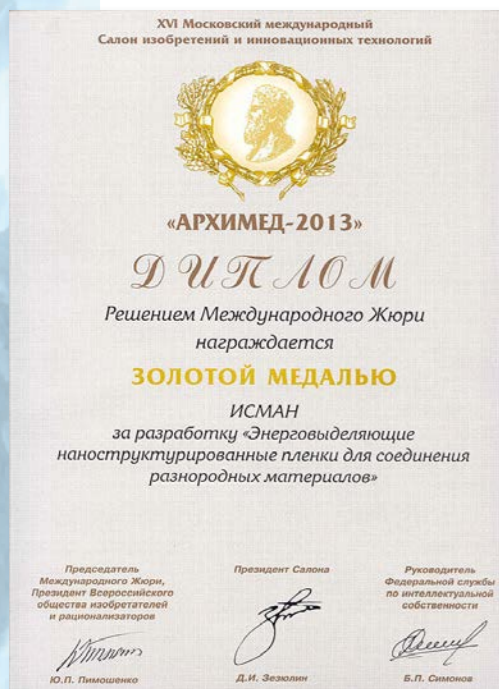 XVI Московский международный
Салон изобретений и инновационных технологий
«АРХИМЕД-2013»
ДИПЛОМ
Решением Международного Жюри
награждается
ЗОЛОТОЙ МЕДАЛЬЮ
ИСМАН
за разработку «Энерговыделяющие
наноструктурированные пленки для соединения
разнородных материалов»
Председатель
Международного Жюри,
Президент Всероссийского
общества изобретателей
и рационализаторов
Ю.П. Пимошенко
Президент Салона
Д.И. Зезюлин
Руководитель
Федеральной службы
по интеллектуальной
собственности
Б.П. Симонов